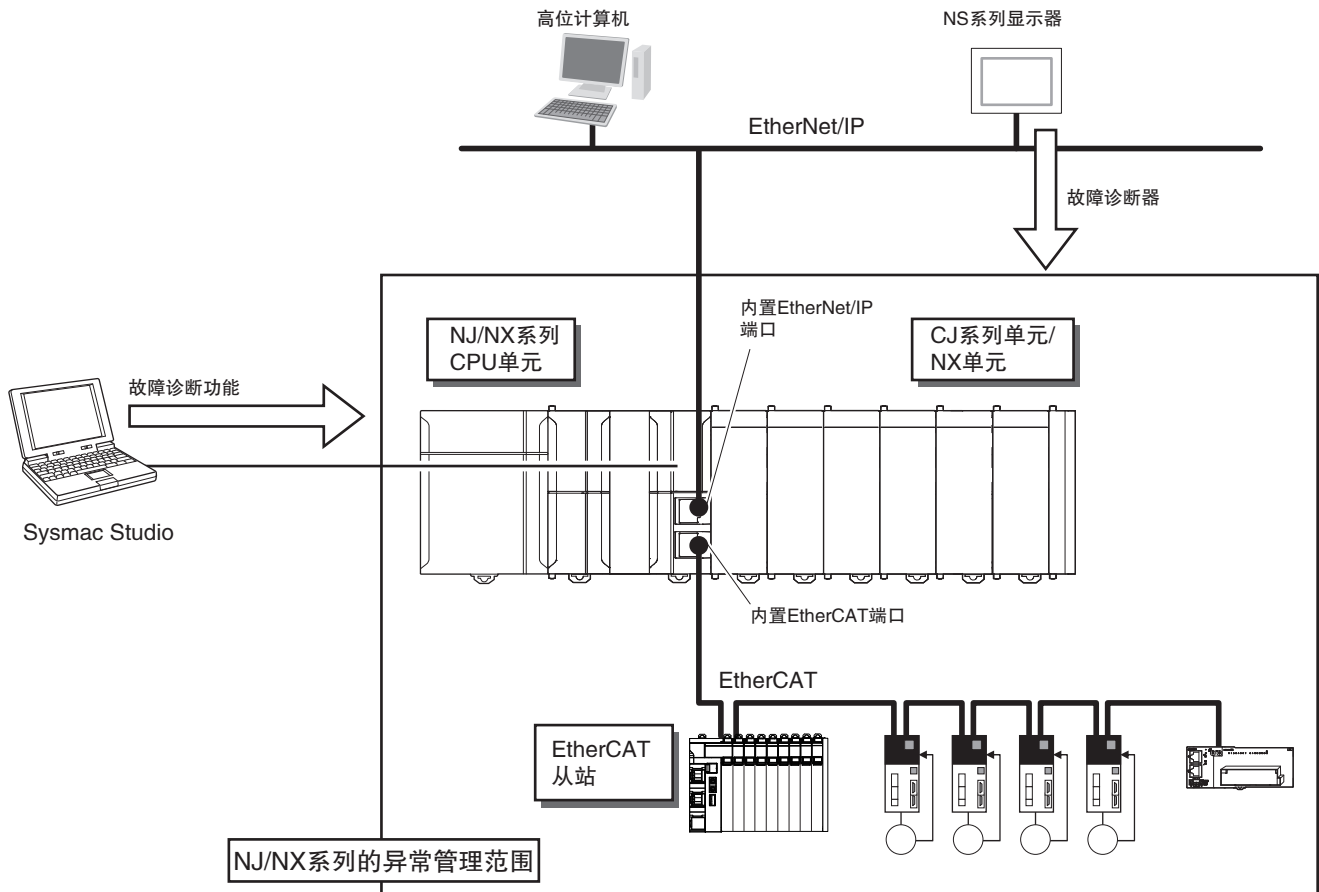 高位计算机
NS系列显示器
EtherNet/IP
故障诊断器
内置EtherNet/IP
端口
NJ/NX系列
CPU单元
CJ系列单元/
NX单元
故障诊断功能
Sysmac Studio
内置EtherCAT端口
EtherCAT
EtherCAT
从站
NJ/NX系列的异常管理范围